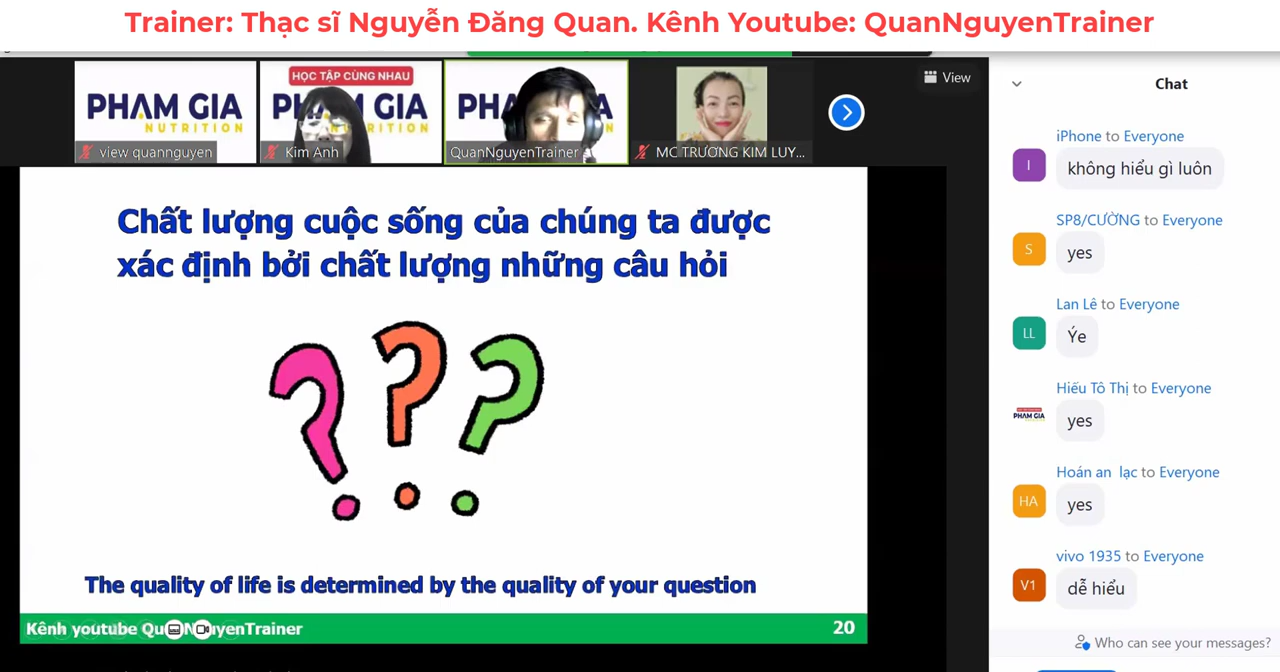 Trainer: Thạc sĩ Nguyễn Đăng Quan. Kênh Youtube: QuanNguyenTrainer
View
PHAM GIA
NUTRITION
view quannguyen
HỌC TẬP CÙNG NHAU
Kim Anh
QuanNguyenTrainer
MC TRƯƠNG KIM LUY...
Chất lượng cuộc sống của chúng ta được
xác định bởi chất lượng những câu hỏi
The quality of life is determined by the quality of your question
Kênh youtube
20
Chat
iPhone to Everyone
I
không hiểu gì luôn
SP8/CƯỜNG to Everyone
S
yes
Lan Lê to Everyone
LL
Ýe
Hiếu Tô Thị to Everyone
PHAM GIA
yes
Hoán an lạc to Everyone
HA
yes
vivo 1935 to Everyone
V1
dễ hiểu
Who can see your messages?